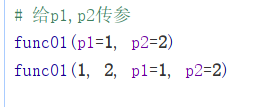 # 给p1,p2传参
func01(p1=1, p2=2)
func01(1, 2, p1=1, p2=2)